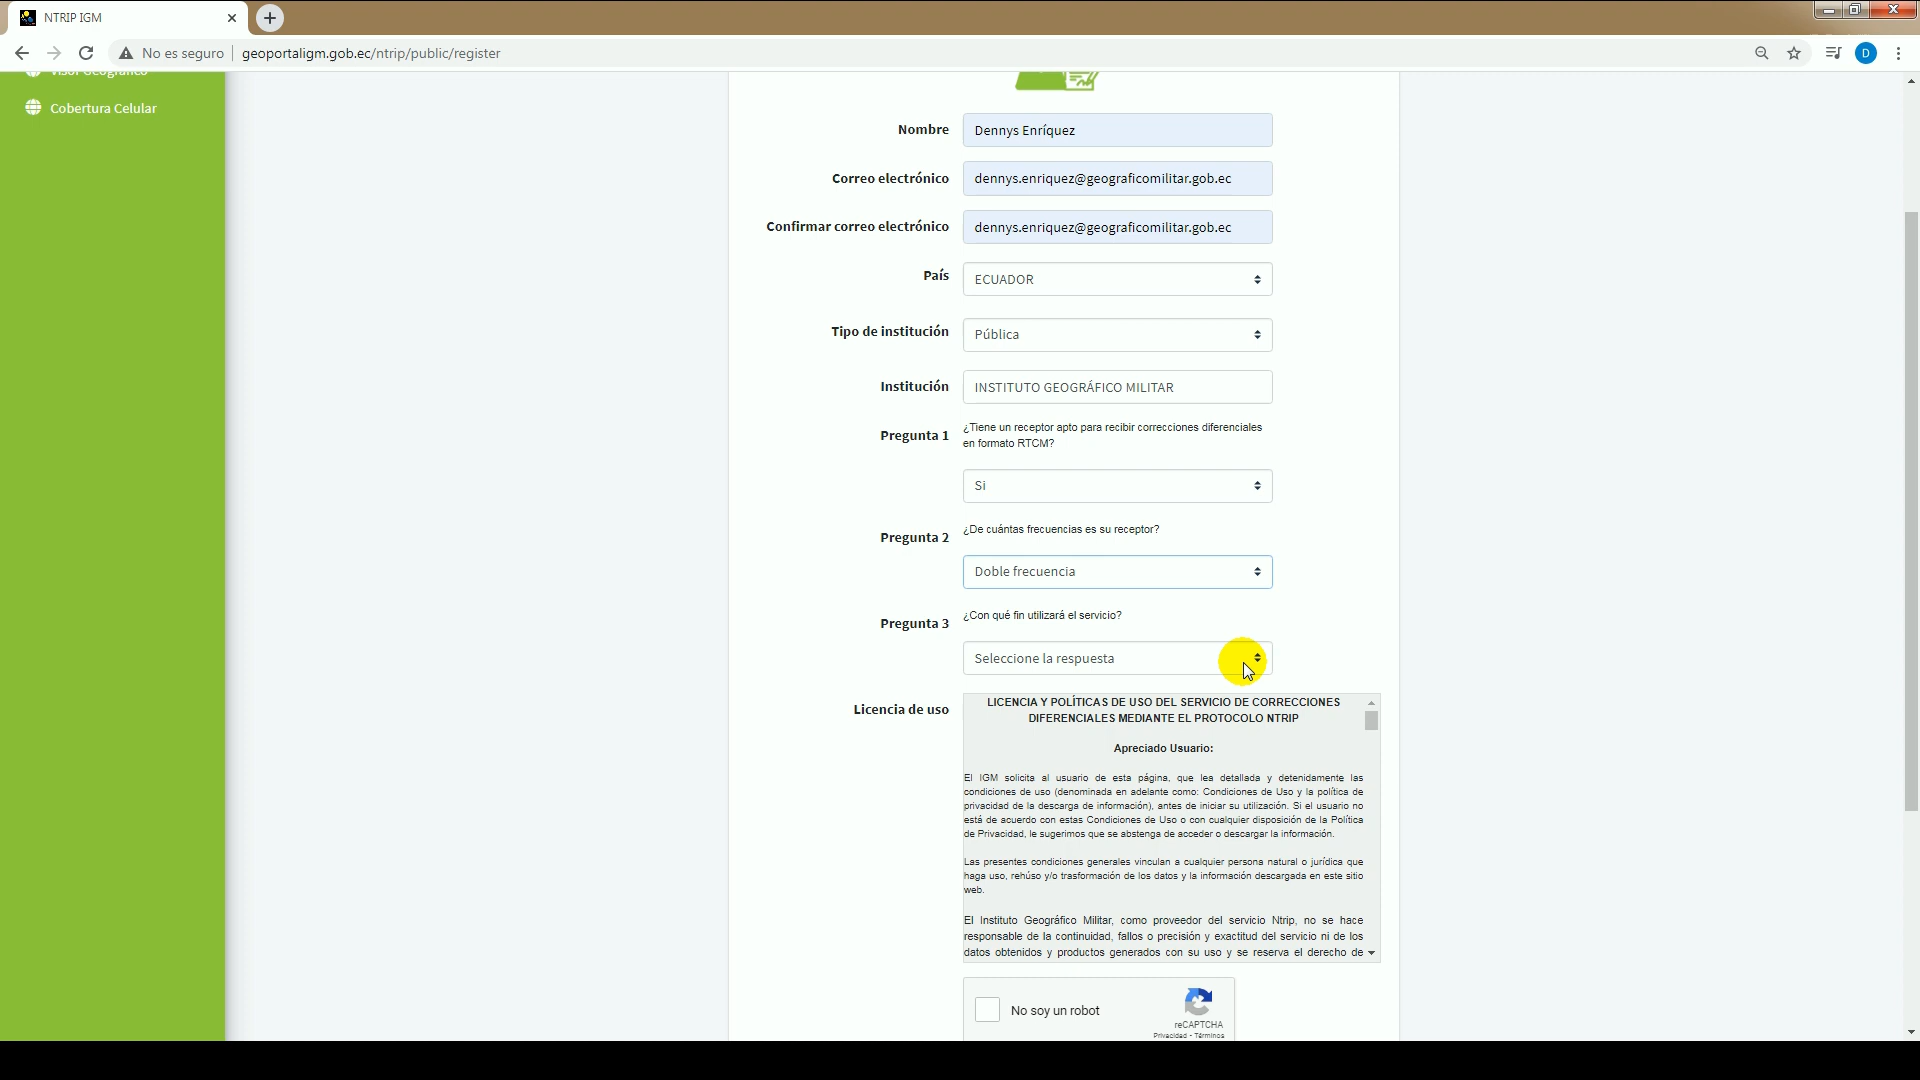 NTRIP IGM
No es seguro
geoportaligm.gob.ec/ntrip/public/register
D
Visor Geográfico
Cobertura Celular
Nombre
Dennys Enríquez
Correo electrónico
dennys.enriquez@geograficomilitar.gob.ec
Confirmar correo electrónico
dennys.enriquez@geograficomilitar.gob.ec
País
ECUADOR
Tipo de institución
Pública
Institución
INSTITUTO GEOGRÁFICO MILITAR
Pregunta 1
¿Tiene un receptor apto para recibir correcciones diferenciales
en formato RTCM?
Si
Pregunta 2
¿De cuántas frecuencias es su receptor?
Doble frecuencia
Pregunta 3
¿Con qué fin utilizará el servicio?
Seleccione la respuesta
Licencia de uso
LICENCIA Y POLÍTICAS DE USO DEL SERVICIO DE CORRECCIONES
DIFERENCIALES MEDIANTE EL PROTOCOLO NTRIP
Apreciado Usuario:
El IGM solicita al usuario de esta página, que lea detallada y detenidamente las
condiciones de uso (denominada en adelante como: Condiciones de Uso y la política de
privacidad de la descarga de información), antes de iniciar su utilización. Si el usuario no
está de acuerdo con estas Condiciones de Uso o con cualquier disposición de la Política
de Privacidad, le sugerimos que se abstenga de acceder o descargar la información.
Las presentes condiciones generales vinculan a cualquier persona natural o jurídica que
haga uso, rehúso y/o trasformación de los datos y la información descargada en este sitio
web.
El Instituto Geográfico Militar, como proveedor del servicio Ntrip, no se hace
responsable de la continuidad, fallos o precisión y exactitud del servicio ni de los
datos obtenidos y productos generados con su uso y se reserva el derecho de
No soy un robot
reCAPTCHA
Privacidad - Términos